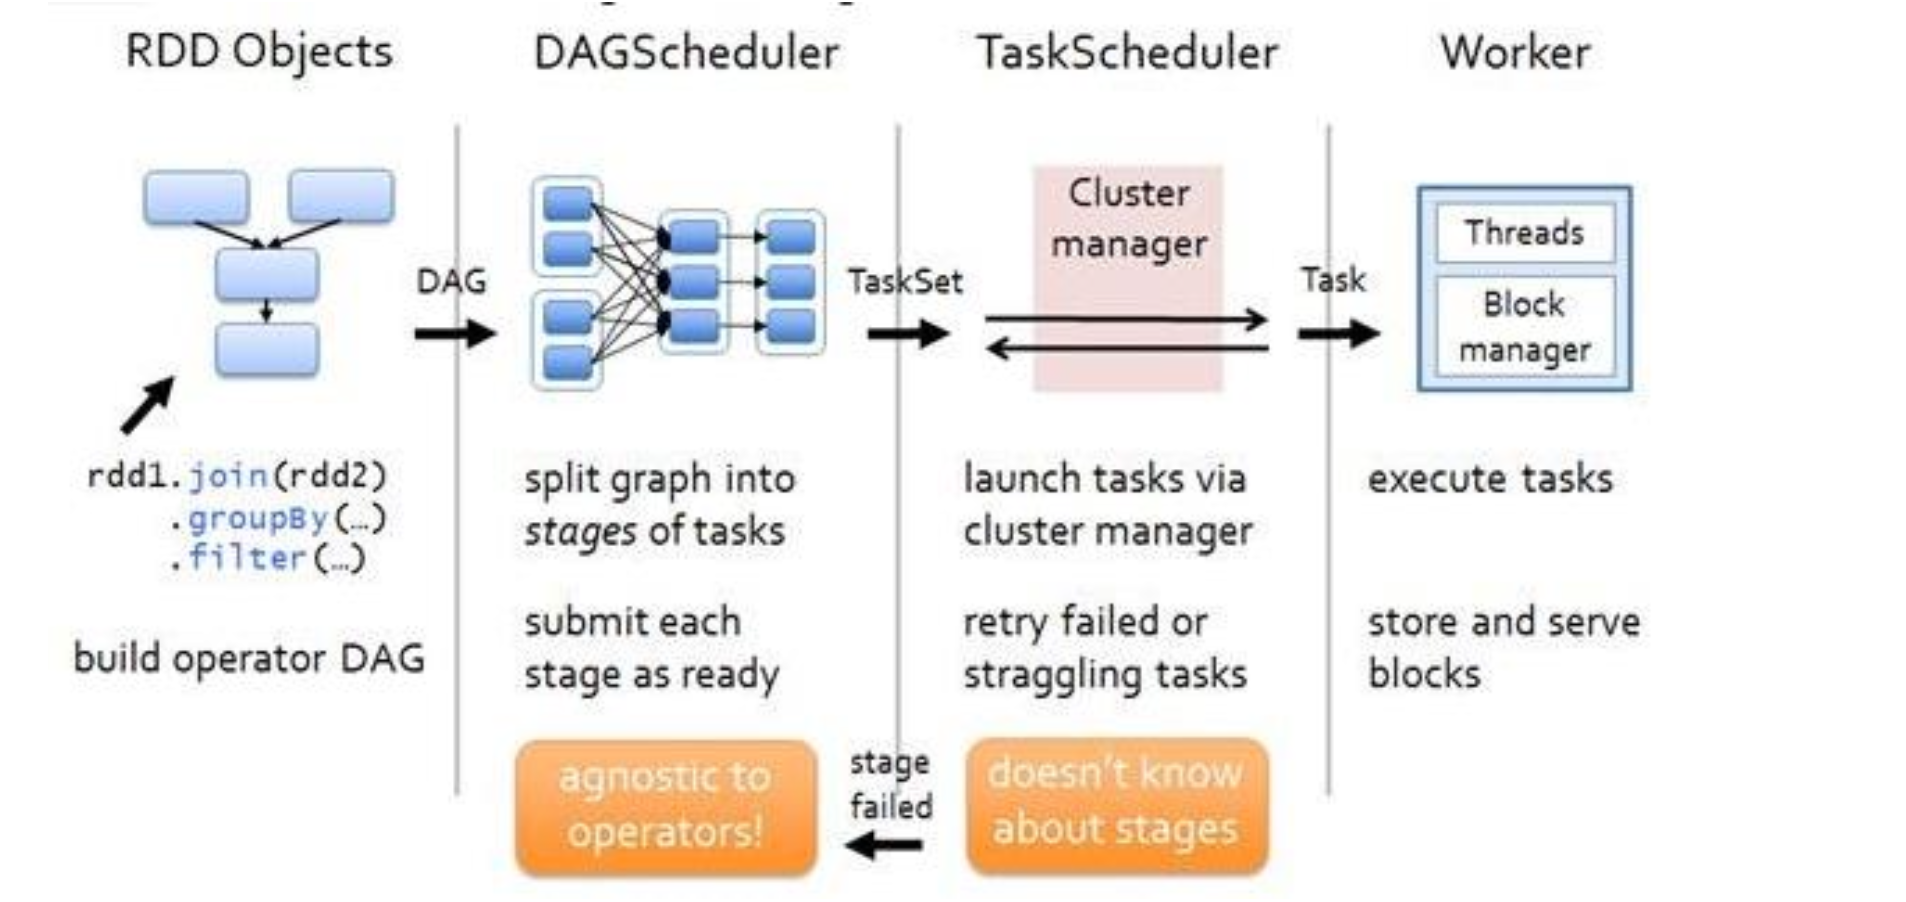 RDD Objects
DAGScheduler
TaskScheduler
Worker
DAG
TaskSet
Cluster
manager
Task
Threads
Block
manager
rdd1.join(rdd2)
.groupBy(…)
.filter(…)
build operator DAG
split graph into
stages of tasks
submit each
stage as ready
launch tasks via
cluster manager
retry failed or
straggling tasks
execute tasks
store and serve
blocks
agnostic to
operators!
stage
failed
doesn't know
about stages